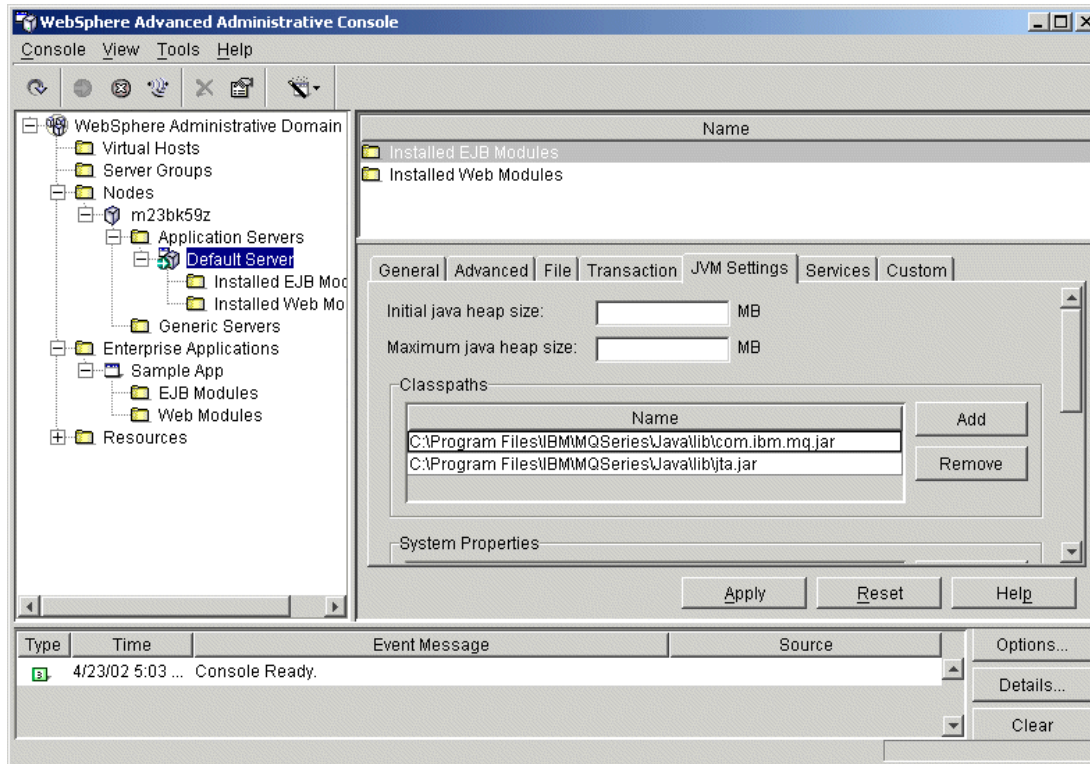 WebSphere Advanced Administrative Console
Console View Tools Help
WebSphere Administrative Domain
Virtual Hosts
Server Groups
Nodes
m23bk59z
Application Servers
Default Server
Installed EJB Mod
Installed Web Mo
Generic Servers
Enterprise Applications
Sample App
EJB Modules
Web Modules
Resources
Name
Installed EJB Modules
Installed Web Modules
General Advanced File Transaction JVM Settings Services Custom
Initial java heap size: MB
Maximum java heap size: MB
Classpaths
Name
C:\Program Files\IBM\MQSeries\Java\lib\com.ibm.mq.jar
C:\Program Files\IBM\MQSeries\Java\lib\jta.jar
Add
Remove
System Properties
Apply Reset Help
Type Time Event Message Source
4/23/02 5:03 ... Console Ready.
Options...
Details...
Clear